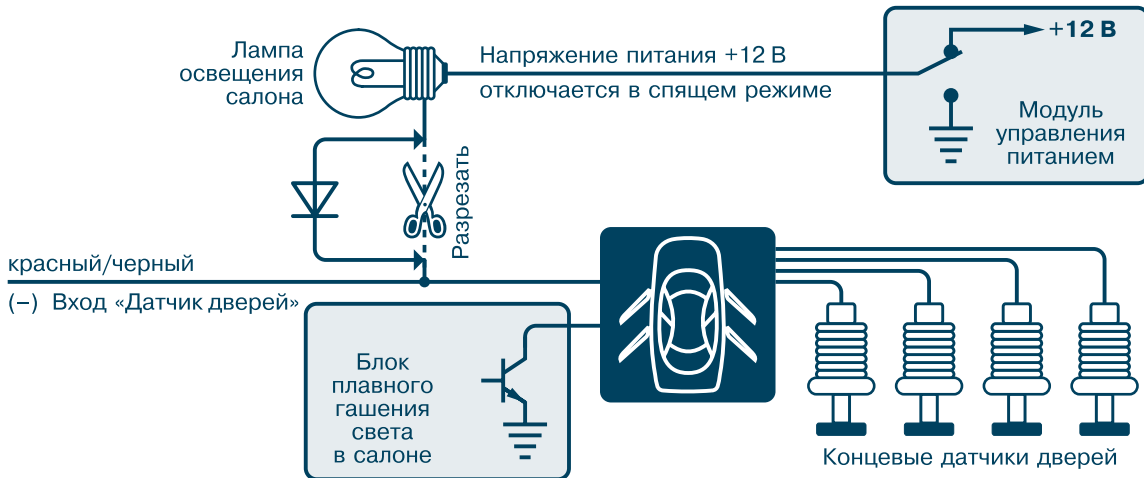 Лампа
освещения
салона
Напряжение питания +12 В
отключается в спящем режиме
+12 В
Модуль
управления
питанием
Разрезать
красный/черный
(−) Вход «Датчик дверей»
Блок
плавного
гашения
света
в салоне
Концевые датчики дверей